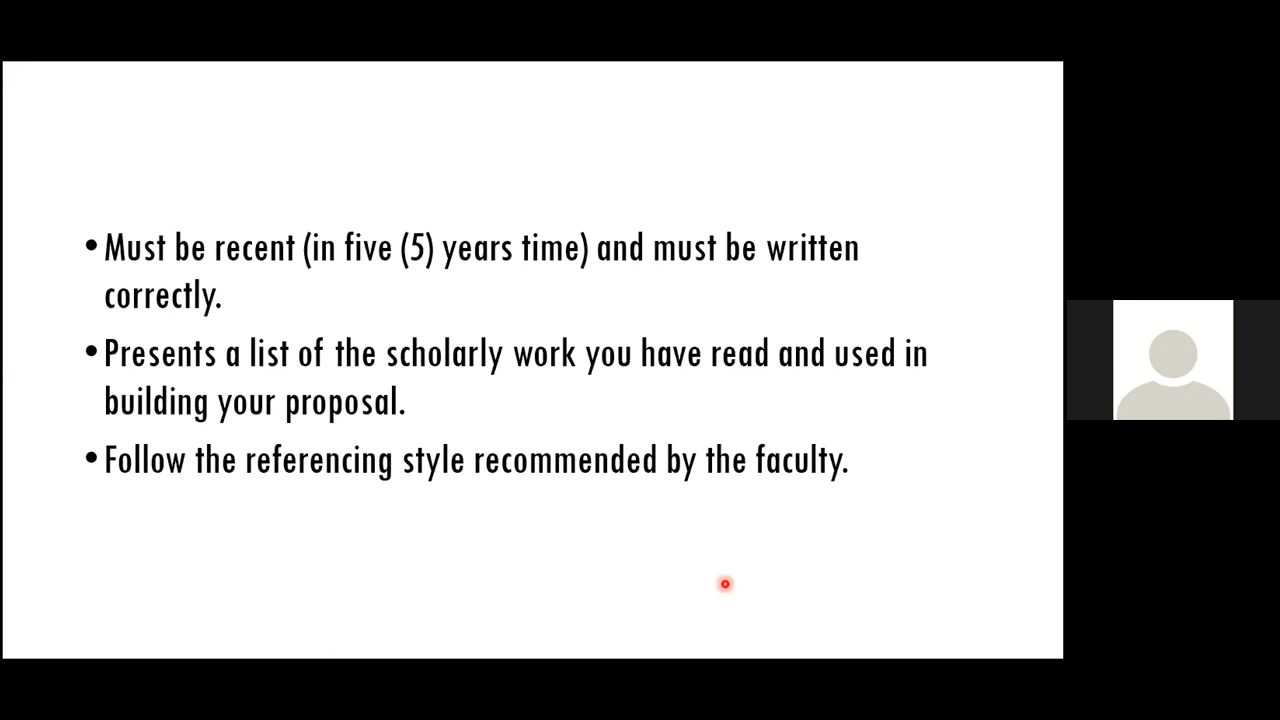 •Must be recent (in five (5) years time) and must be written
correctly.
•Presents a list of the scholarly work you have read and used in
building your proposal.
•Follow the referencing style recommended by the faculty.